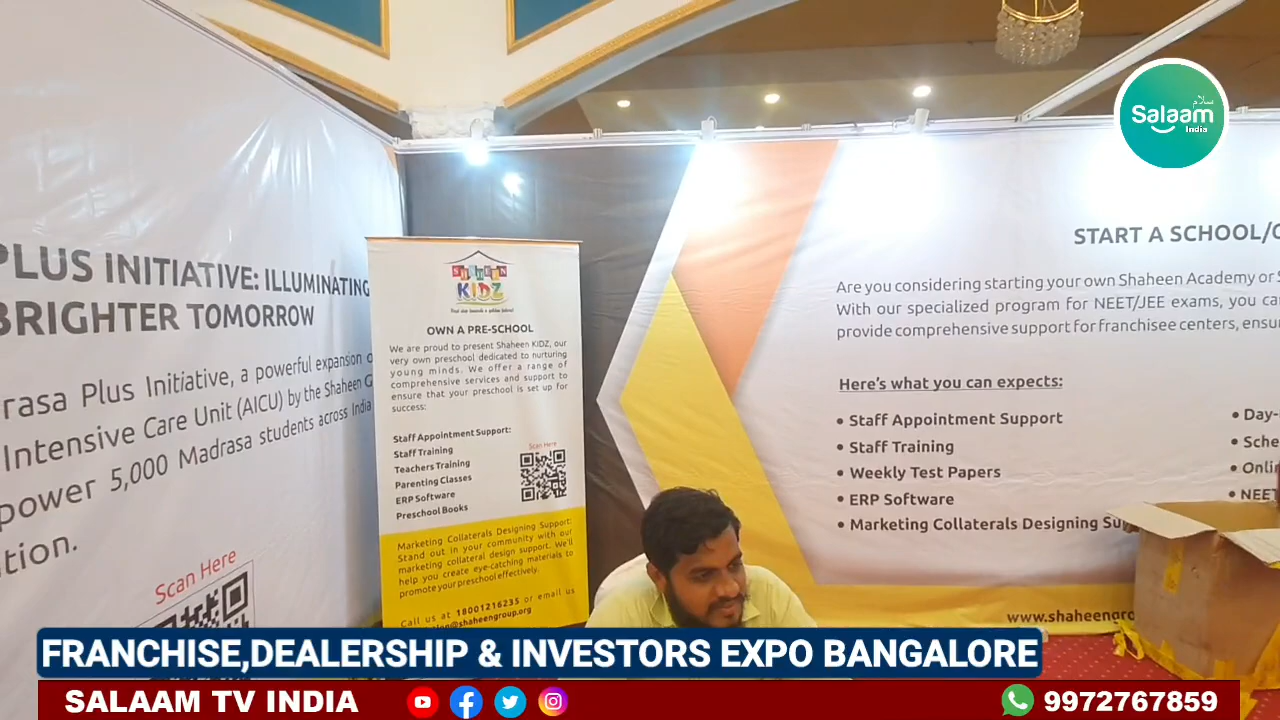 سلام
Salaam
India
PLUS INITIATIVE: ILLUMINATING
BRIGHTER TOMORROW
rasa Plus Initiative, a powerful expansion
Intensive Care Unit (AICU) by the Shaheen
power 5,000 Madrasa students across India
tion.
Scan Here
SHAHEEN
KIDZ
OWN A PRE-SCHOOL
We are proud to present Shaheen KIDZ, our
very own preschool dedicated to nurturing
young minds. We offer a range of
comprehensive services and support to
ensure that your preschool is set up for
success:
Staff Appointment Support:
Staff Training
Teachers Training
Parenting Classes
ERP Software
Preschool Books
Scan Here
Marketing Collaterals Designing Support:
Stand out in your community with our
marketing collateral design support. We'll
help you create eye-catching materials to
promote your preschool effectively.
Call us at 18001216235 or email us
@shaheengroup.org
START A SCHOOL/
Are you considering starting your own Shaheen Academy or
With our specialized program for NEET/JEE exams, you ca
provide comprehensive support for franchisee centers, ensu
Here's what you can expects:
• Staff Appointment Support
• Staff Training
• Weekly Test Papers
• ERP Software
• Marketing Collaterals Designing Su
• Day-
• Sche
• Onli
• NEET
www.shaheengro
FRANCHISE,DEALERSHIP & INVESTORS EXPO BANGALORE
SALAAM TV INDIA
9972767859